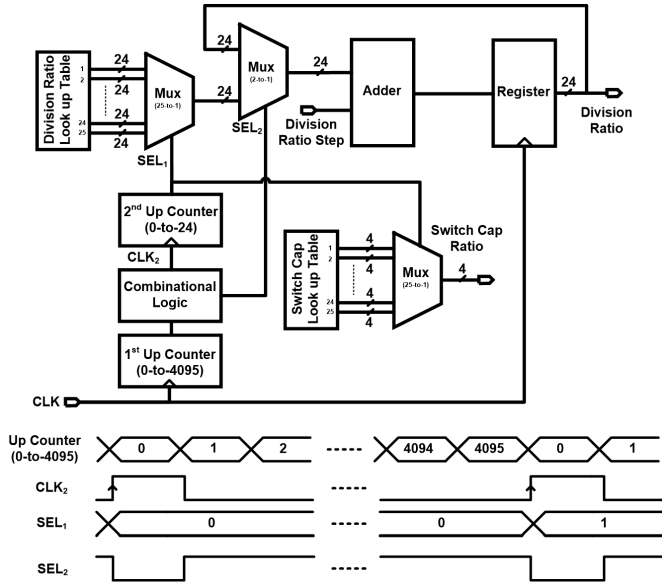 Division Ratio
Look up Table
1
2
24
25
24
24
24
24
Mux
(25-to-1)
SEL1
24
24
Mux
(2-to-1)
SEL2
24
Division
Ratio Step
Adder
Register
24
Division
Ratio
2nd Up Counter
(0-to-24)
CLK2
Combinational
Logic
1st Up Counter
(0-to-4095)
CLK
Switch Cap
Look up Table
1
2
24
25
4
4
4
4
Mux
(25-to-1)
Switch Cap
Ratio
4
Up Counter
(0-to-4095)
0
1
2
4094
4095
0
1
CLK2
SEL1
0
0
1
SEL2